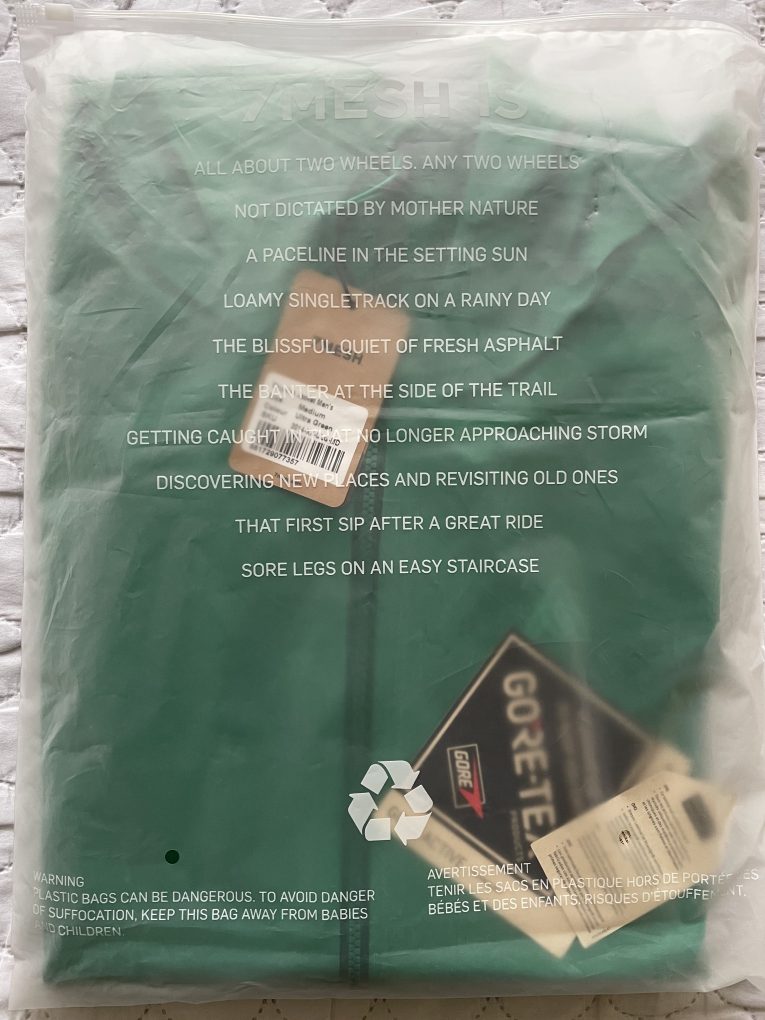 7MESH IS
ALL ABOUT TWO WHEELS. ANY TWO WHEELS
NOT DICTATED BY MOTHER NATURE
A PACELINE IN THE SETTING SUN
LOAMY SINGLETRACK ON A RAINY DAY
THE BLISSFUL QUIET OF FRESH ASPHALT
THE BANTER AT THE SIDE OF THE TRAIL
GETTING CAUGHT IN THAT NO LONGER APPROACHING STORM
DISCOVERING NEW PLACES AND REVISITING OLD ONES
THAT FIRST SIP AFTER A GREAT RIDE
SORE LEGS ON AN EASY STAIRCASE
Men's
Medium
Ultra Green
GORE-TEX
GORE
WARNING
PLASTIC BAGS CAN BE DANGEROUS. TO AVOID DANGER
OF SUFFOCATION, KEEP THIS BAG AWAY FROM BABIES
AND CHILDREN.
AVERTISSEMENT
TENIR LES SACS EN PLASTIQUE HORS DE PORTÉE DES
BÉBÉS ET DES ENFANTS, RISQUES D'ÉTOUFFEMENT.